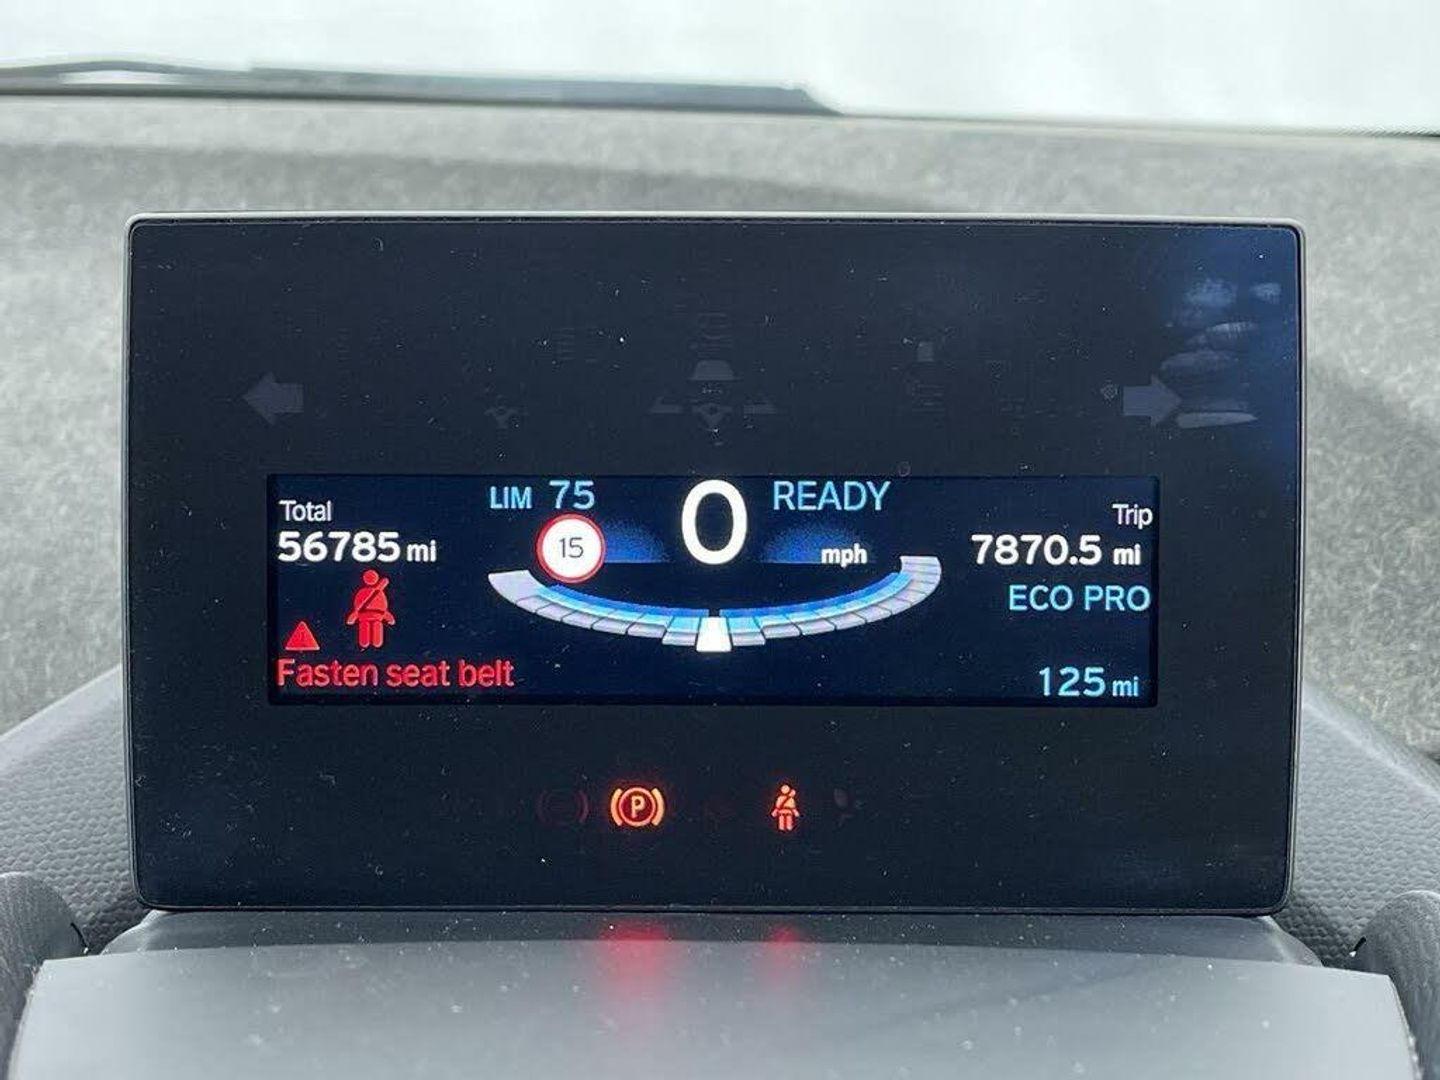 LIM 75
0
READY
Total
56785 mi
15
mph
Trip
7870.5 mi
ECO PRO
Fasten seat belt
125 mi
P